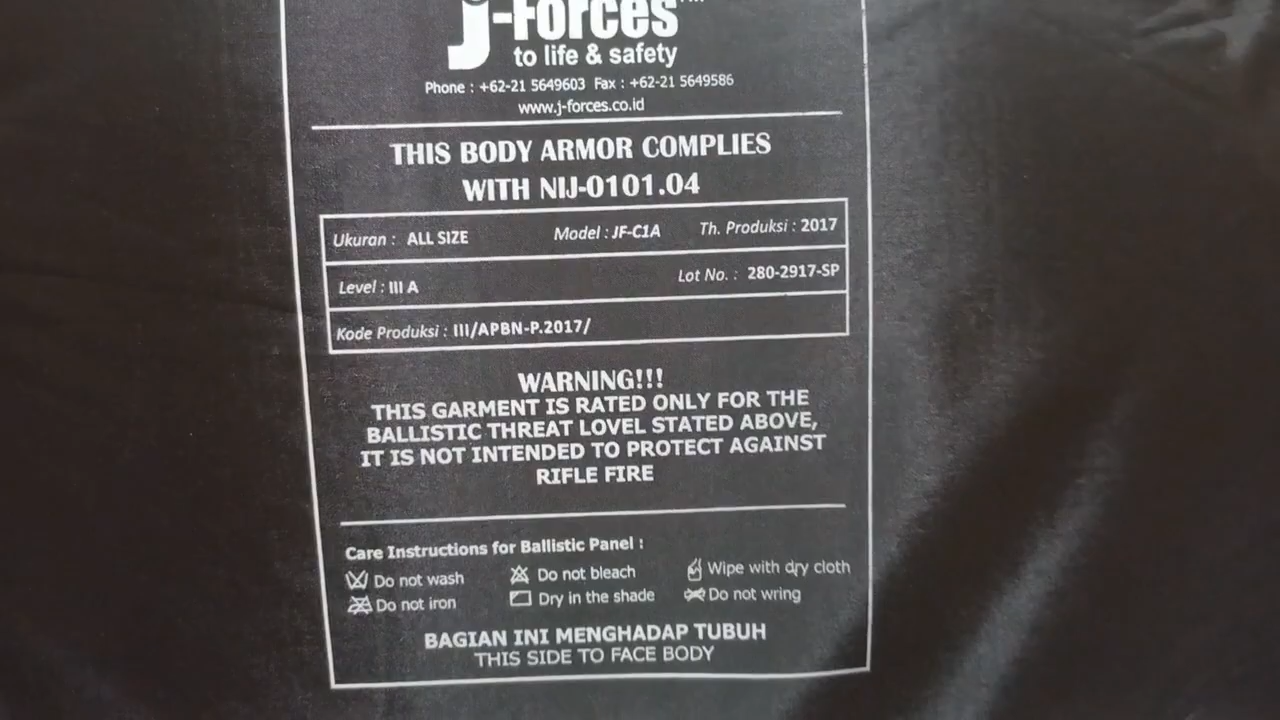 j-Forces
to life & safety
Phone : +62-21 5649603 Fax : +62-21 5649586
www.j-forces.co.id
THIS BODY ARMOR COMPLIES
WITH NIJ-0101.04
Ukuran : ALL SIZE Model : JF-C1A Th. Produksi : 2017
Level : III A Lot No. : 280-2917-SP
Kode Produksi : III/APBN-P.2017/
WARNING!!!
THIS GARMENT IS RATED ONLY FOR THE
BALLISTIC THREAT LOVEL STATED ABOVE,
IT IS NOT INTENDED TO PROTECT AGAINST
RIFLE FIRE
Care Instructions for Ballistic Panel :
Do not wash Do not bleach Wipe with dry cloth
Do not iron Dry in the shade Do not wring
BAGIAN INI MENGHADAP TUBUH
THIS SIDE TO FACE BODY